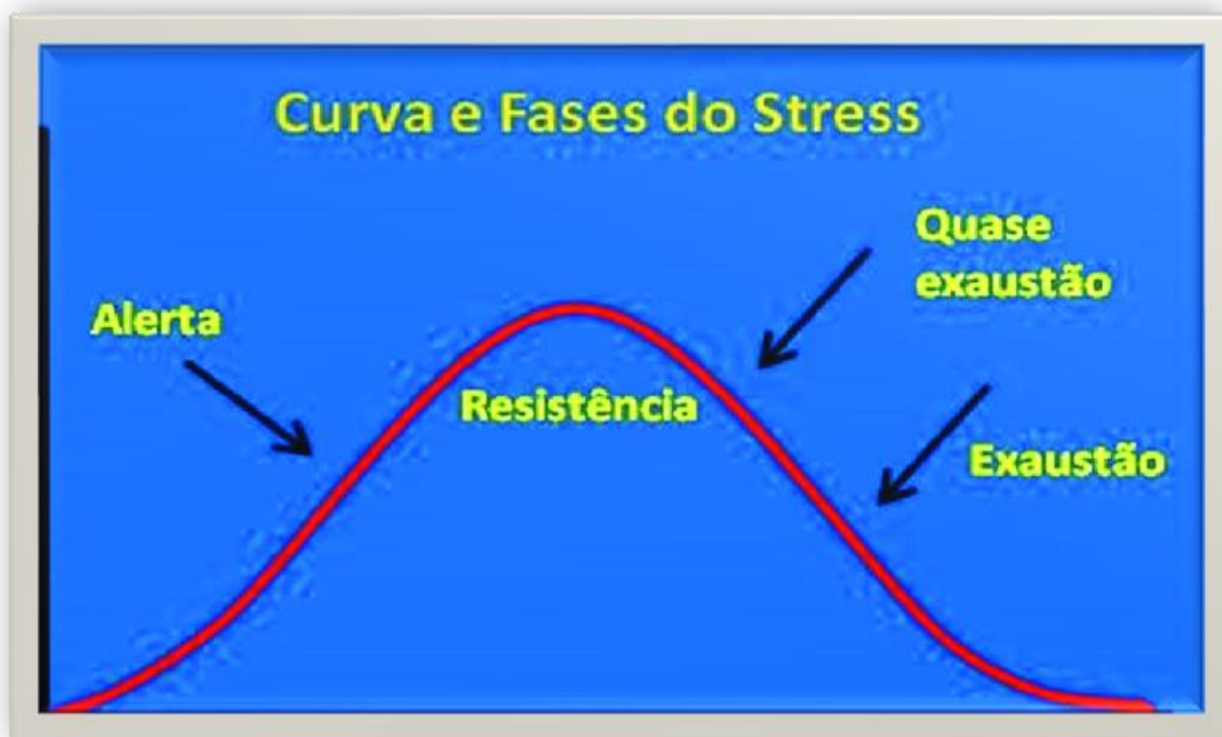 Curva e Fases do Stress
Quase
exaustão
Alerta
Resistência
Exaustão